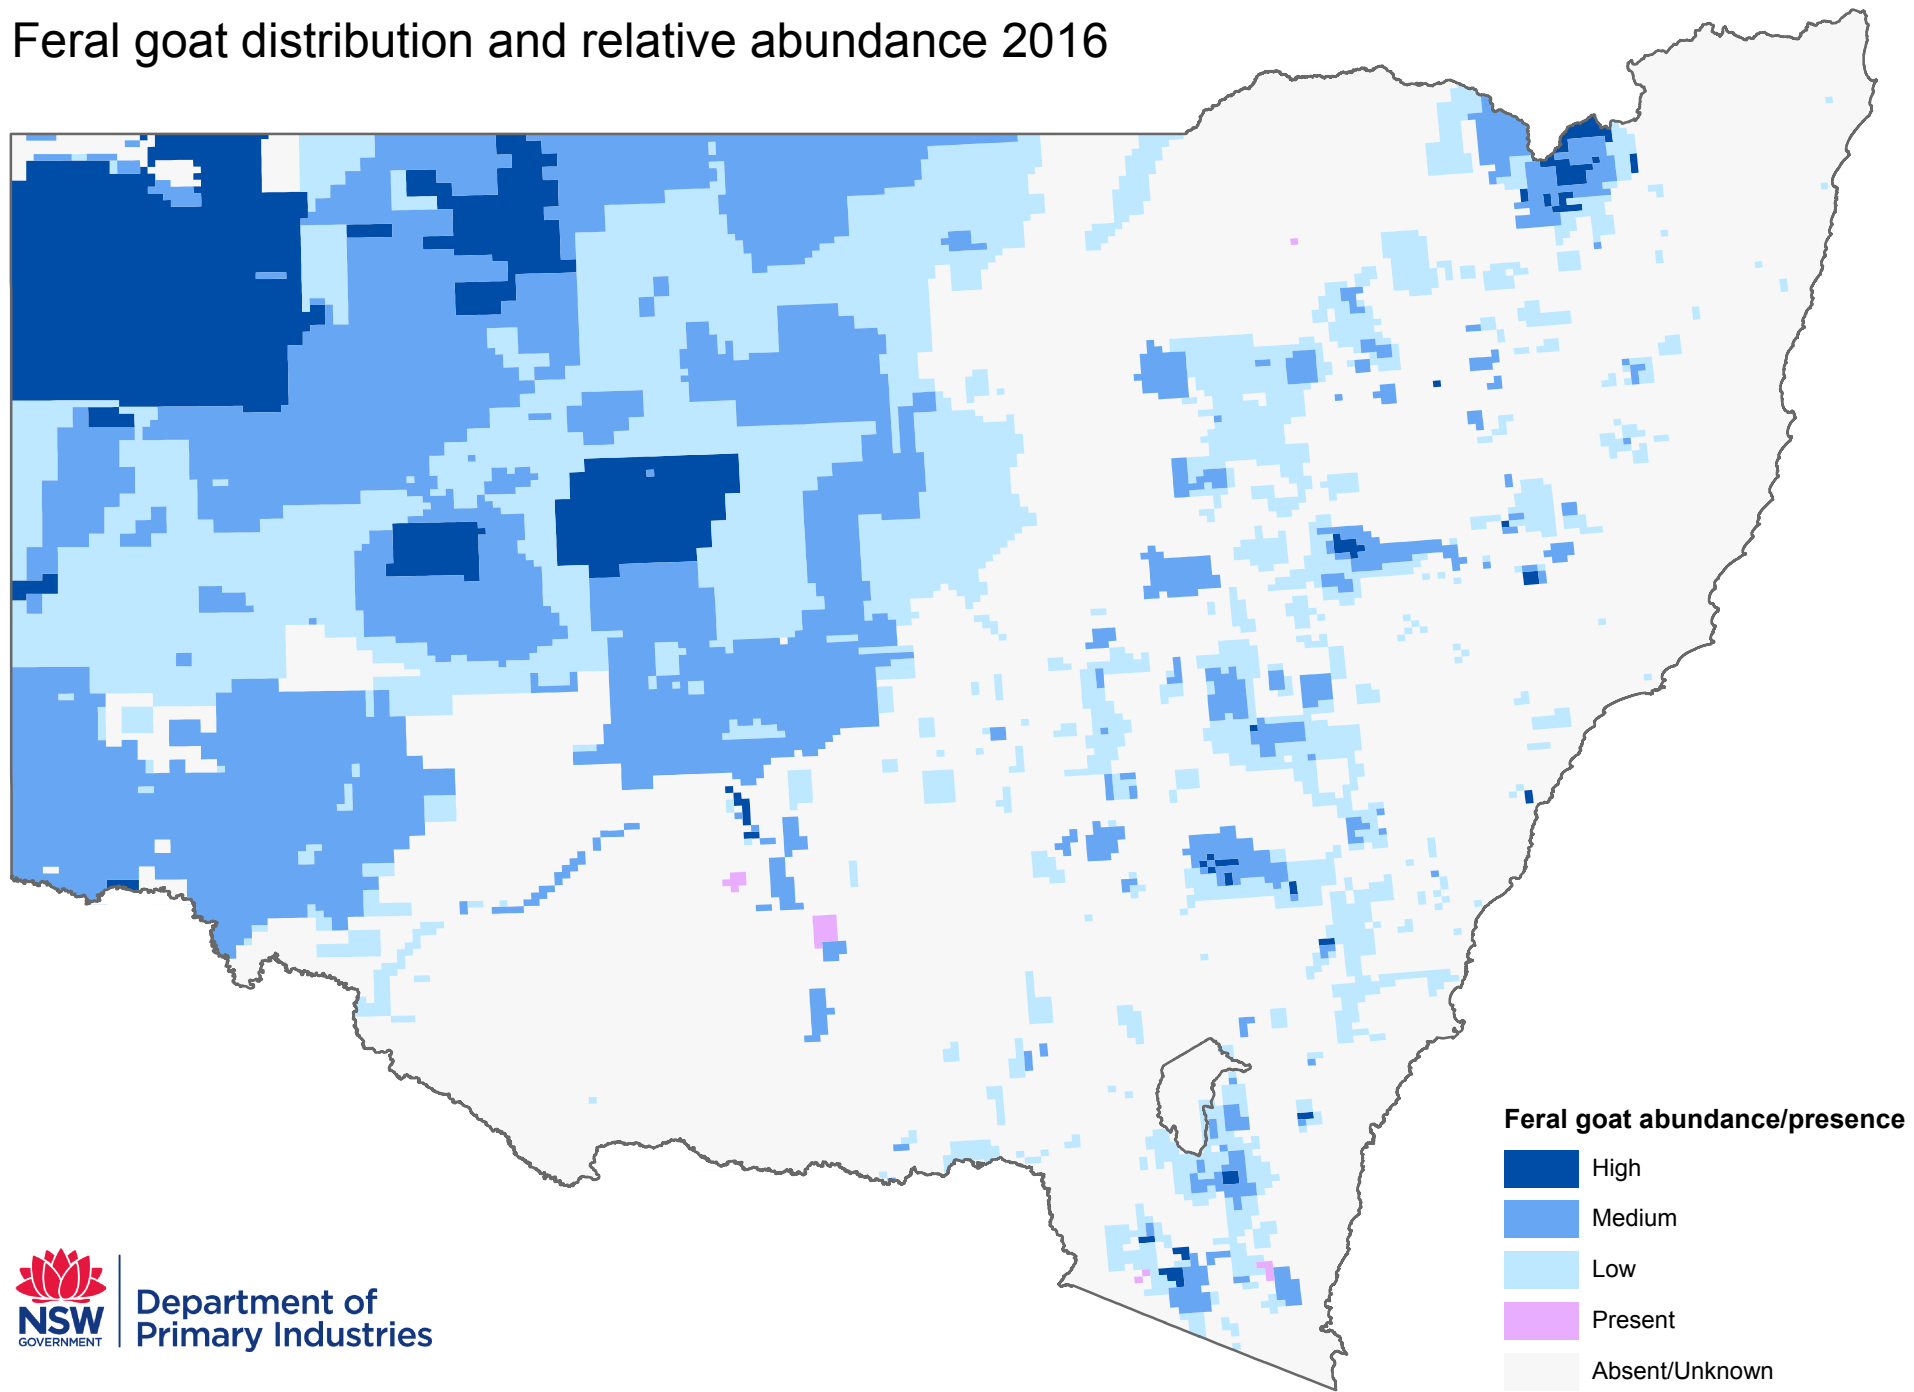 Feral goat distribution and relative abundance 2016
Feral goat abundance/presence
High
Medium
Low
Present
Absent/Unknown
NSW
GOVERNMENT
Department of
Primary Industries